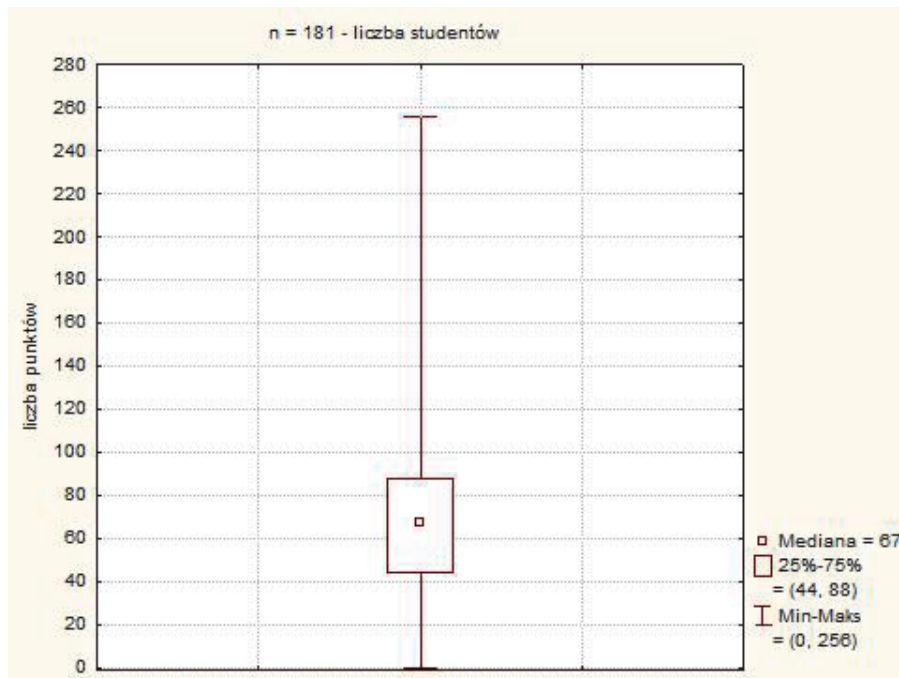 n = 181 - liczba studentów
280
260
240
220
200
180
160
140
120
100
80
60
40
20
0
liczba punktów
Mediana = 67
25%-75%
= (44, 88)
Min-Maks
= (0, 256)